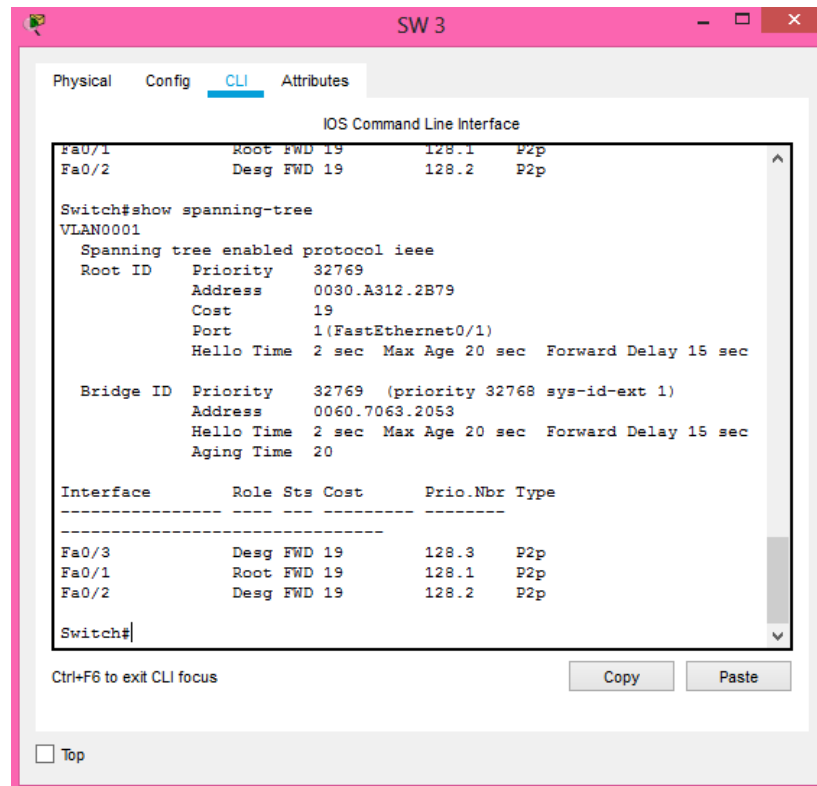 SW 3
Physical Config CLI Attributes
IOS Command Line Interface
Fa0/1 Root FWD 19 128.1 P2p
Fa0/2 Desg FWD 19 128.2 P2p
Switch#show spanning-tree
VLAN0001
Spanning tree enabled protocol ieee
Root ID Priority 32769
Address 0030.A312.2B79
Cost 19
Port 1(FastEthernet0/1)
Hello Time 2 sec Max Age 20 sec Forward Delay 15 sec
Bridge ID Priority 32769 (priority 32768 sys-id-ext 1)
Address 0060.7063.2053
Hello Time 2 sec Max Age 20 sec Forward Delay 15 sec
Aging Time 20
Interface Role Sts Cost Prio.Nbr Type
---------------- ---- --- --------- --------
--------------------------------
Fa0/3 Desg FWD 19 128.3 P2p
Fa0/1 Root FWD 19 128.1 P2p
Fa0/2 Desg FWD 19 128.2 P2p
Switch#
Ctrl+F6 to exit CLI focus Copy Paste
Top